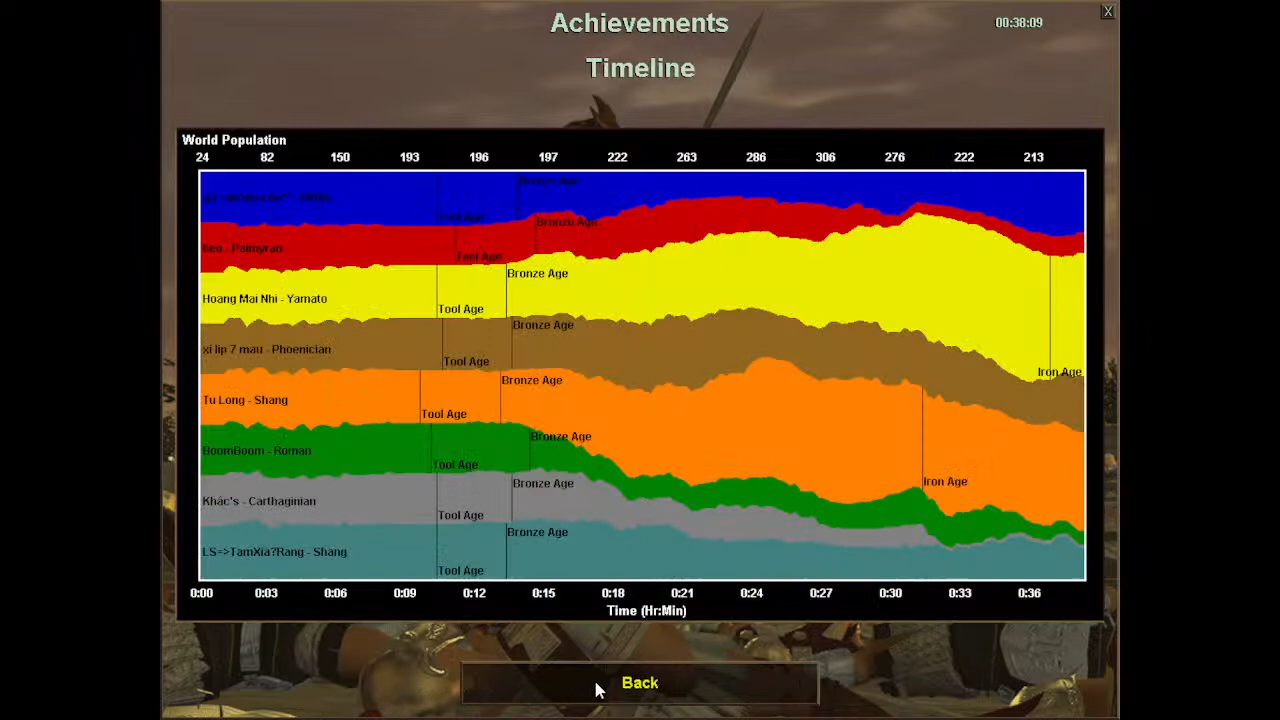 Achievements
00:38:09
X
Timeline
World Population
24 82 150 193 196 197 222 263 286 306 276 222 213
Bronze Age
Tool Age
Bronze Age
- Palmyran
Tool Age
Bronze Age
Hoang Mai Nhi - Yamato
Tool Age
Bronze Age
xi lip 7 mau - Phoenician
Tool Age
Iron Age
Bronze Age
Tu Long - Shang
Tool Age
Bronze Age
BoomBoom - Roman
Tool Age
Iron Age
Bronze Age
Khác's - Carthaginian
Tool Age
Bronze Age
LS=>TamXia?Rang - Shang
Tool Age
0:00 0:03 0:06 0:09 0:12 0:15 0:18 0:21 0:24 0:27 0:30 0:33 0:36
Time (Hr:Min)
Back